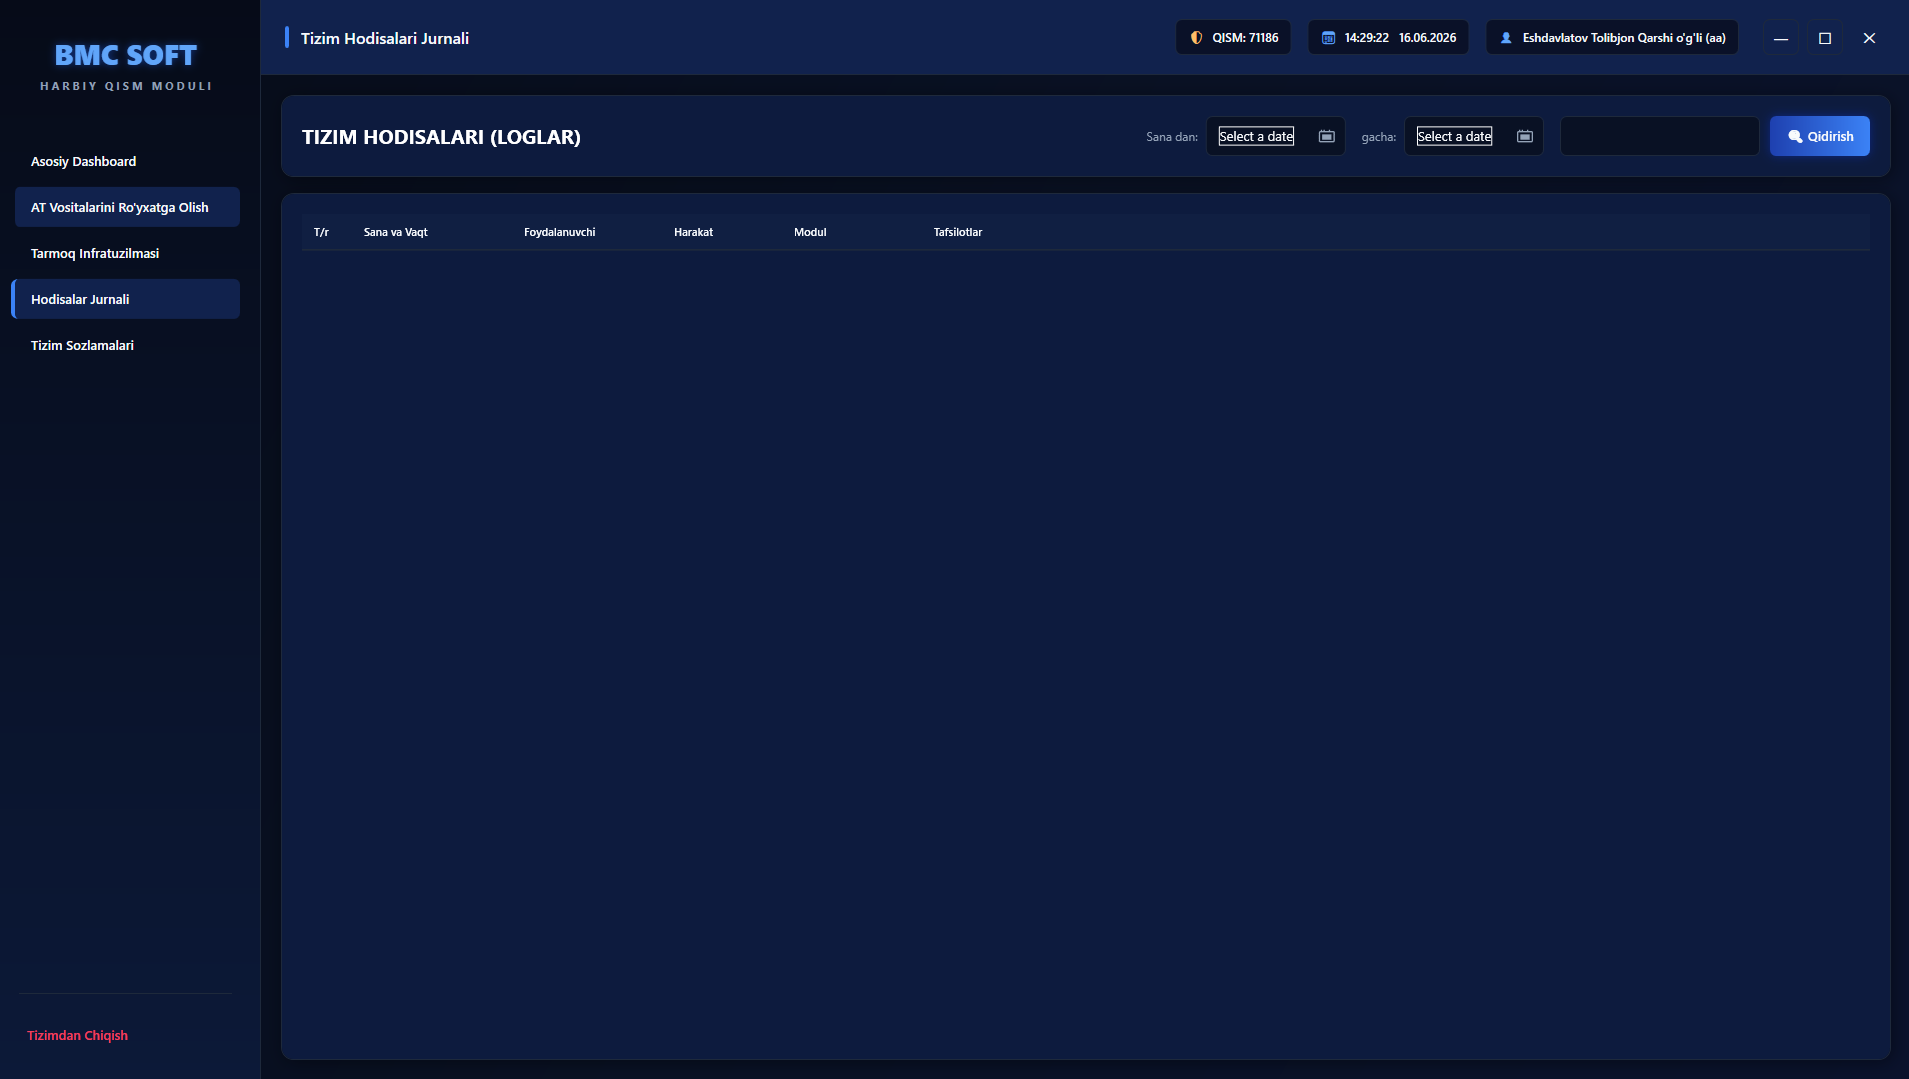 BMC SOFT
HARBIY QISM MODULI
Asosiy Dashboard
AT Vositalarini Ro'yxatga Olish
Tarmoq Infratuzilmasi
Hodisalar Jurnali
Tizim Sozlamalari
Tizimdan Chiqish
Tizim Hodisalari Jurnali
QISM: 71186
14:29:22 16.06.2026
Eshdavlatov Tolibjon Qarshi o'g'li (aa)
TIZIM HODISALARI (LOGLAR)
Sana dan: Select a date gacha: Select a date Qidirish
T/r Sana va Vaqt Foydalanuvchi Harakat Modul Tafsilotlar